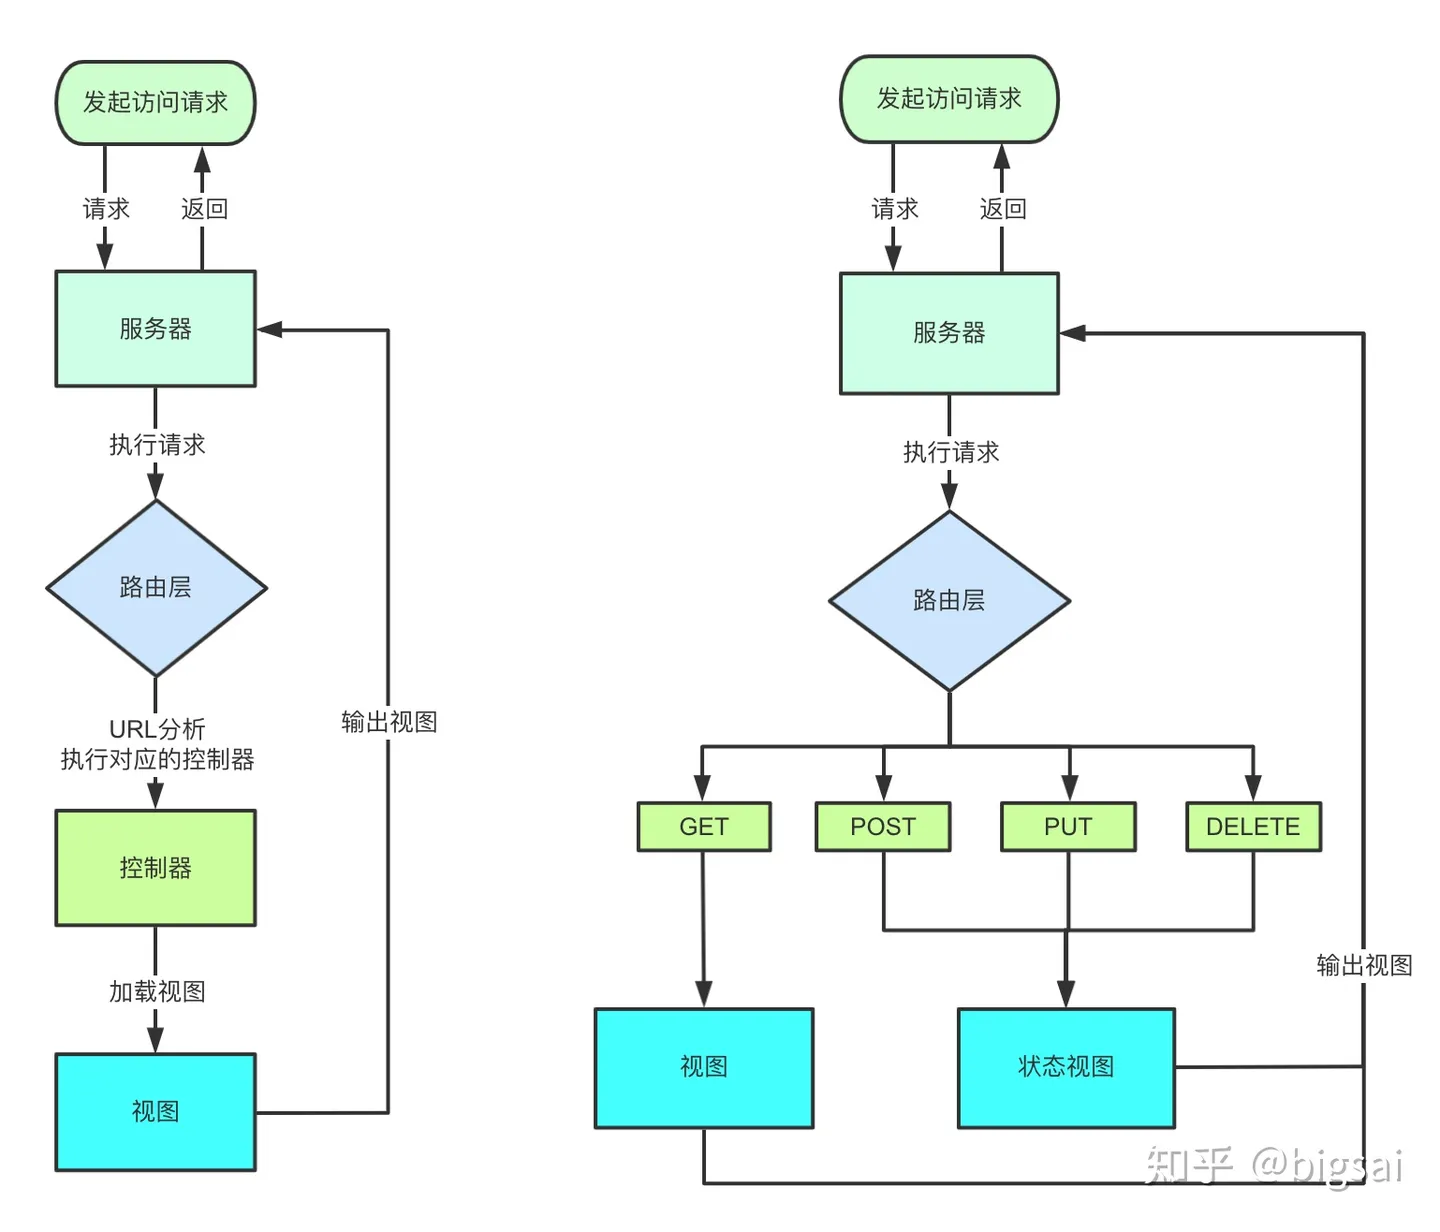 发起访问请求
请求
返回
服务器
执行请求
路由层
URL分析
执行对应的控制器
输出视图
控制器
加载视图
视图
发起访问请求
请求
返回
服务器
执行请求
路由层
GET
POST
PUT
DELETE
输出视图
视图
状态视图
知乎 @bigsai